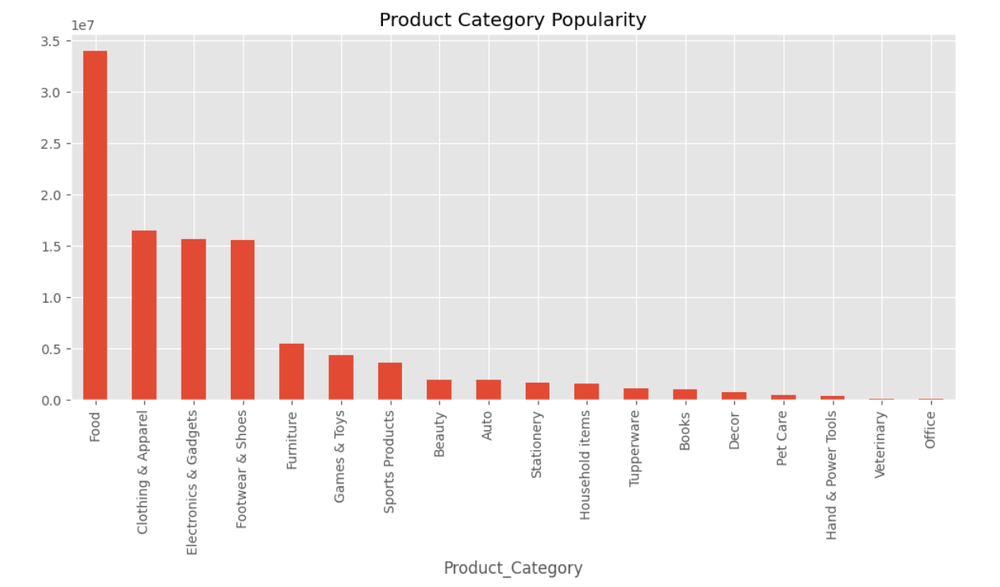 Product Category Popularity
1e7
3.5
3.0
2.5
2.0
1.5
1.0
0.5
0.0
Food
Clothing & Apparel
Electronics & Gadgets
Footwear & Shoes
Furniture
Games & Toys
Sports Products
Beauty
Auto
Stationery
Household items
Tupperware
Books
Decor
Pet Care
Hand & Power Tools
Veterinary
Office
Product_Category